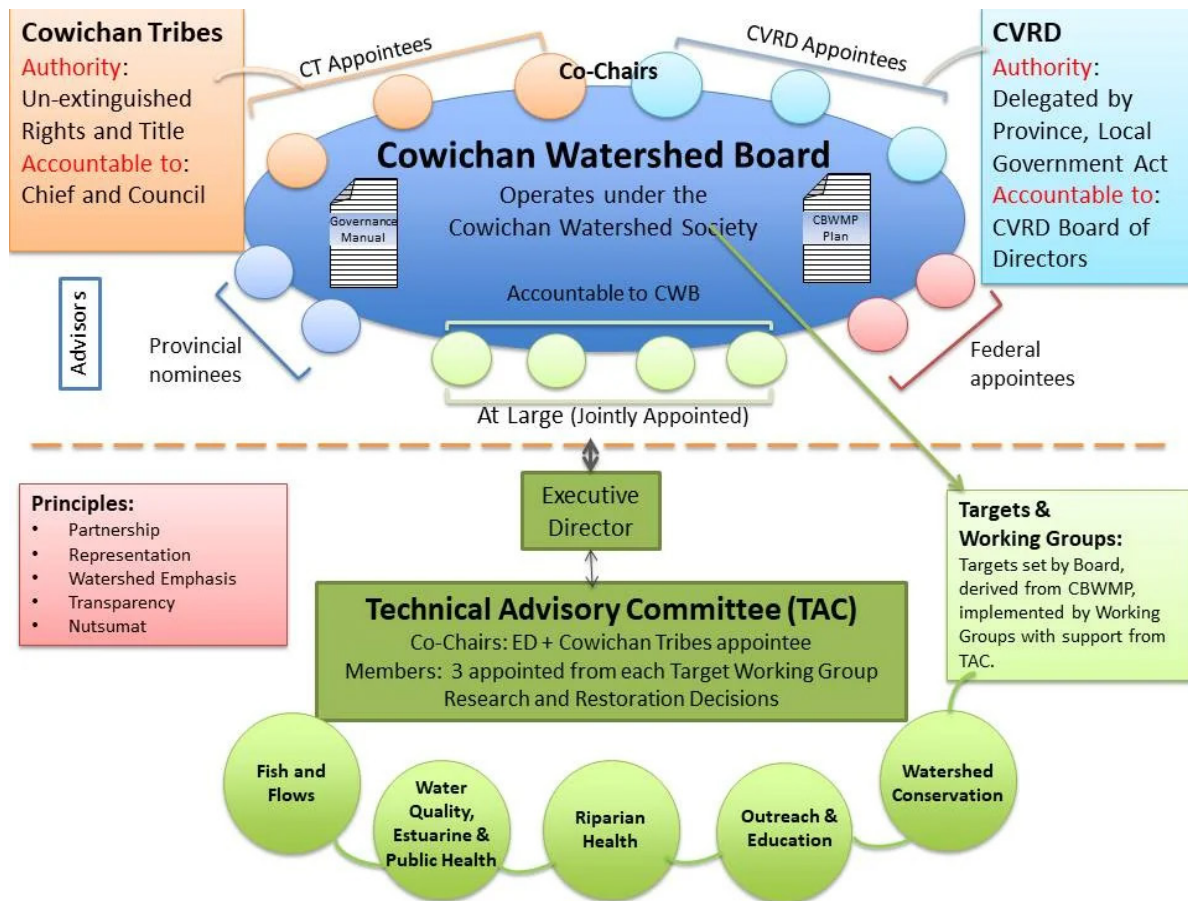 Cowichan Tribes
Authority:
Un-extinguished
Rights and Title
Accountable to:
Chief and Council
CT Appointees
Co-Chairs
CVRD Appointees
CVRD
Authority:
Delegated by
Province, Local
Government Act
Accountable to:
CVRD Board of
Directors
Cowichan Watershed Board
Operates under the
Cowichan Watershed Society
Governance
Manual
CBWMP
Plan
Accountable to CWB
Advisors
Provincial
nominees
Federal
appointees
At Large (Jointly Appointed)
Principles:
• Partnership
• Representation
• Watershed Emphasis
• Transparency
• Nutsumat
Executive
Director
Technical Advisory Committee (TAC)
Co-Chairs: ED + Cowichan Tribes appointee
Members: 3 appointed from each Target Working Group
Research and Restoration Decisions
Targets &
Working Groups:
Targets set by Board,
derived from CBWMP,
implemented by Working
Groups with support from
TAC.
Fish and
Flows
Water
Quality,
Estuarine &
Public Health
Riparian
Health
Outreach &
Education
Watershed
Conservation